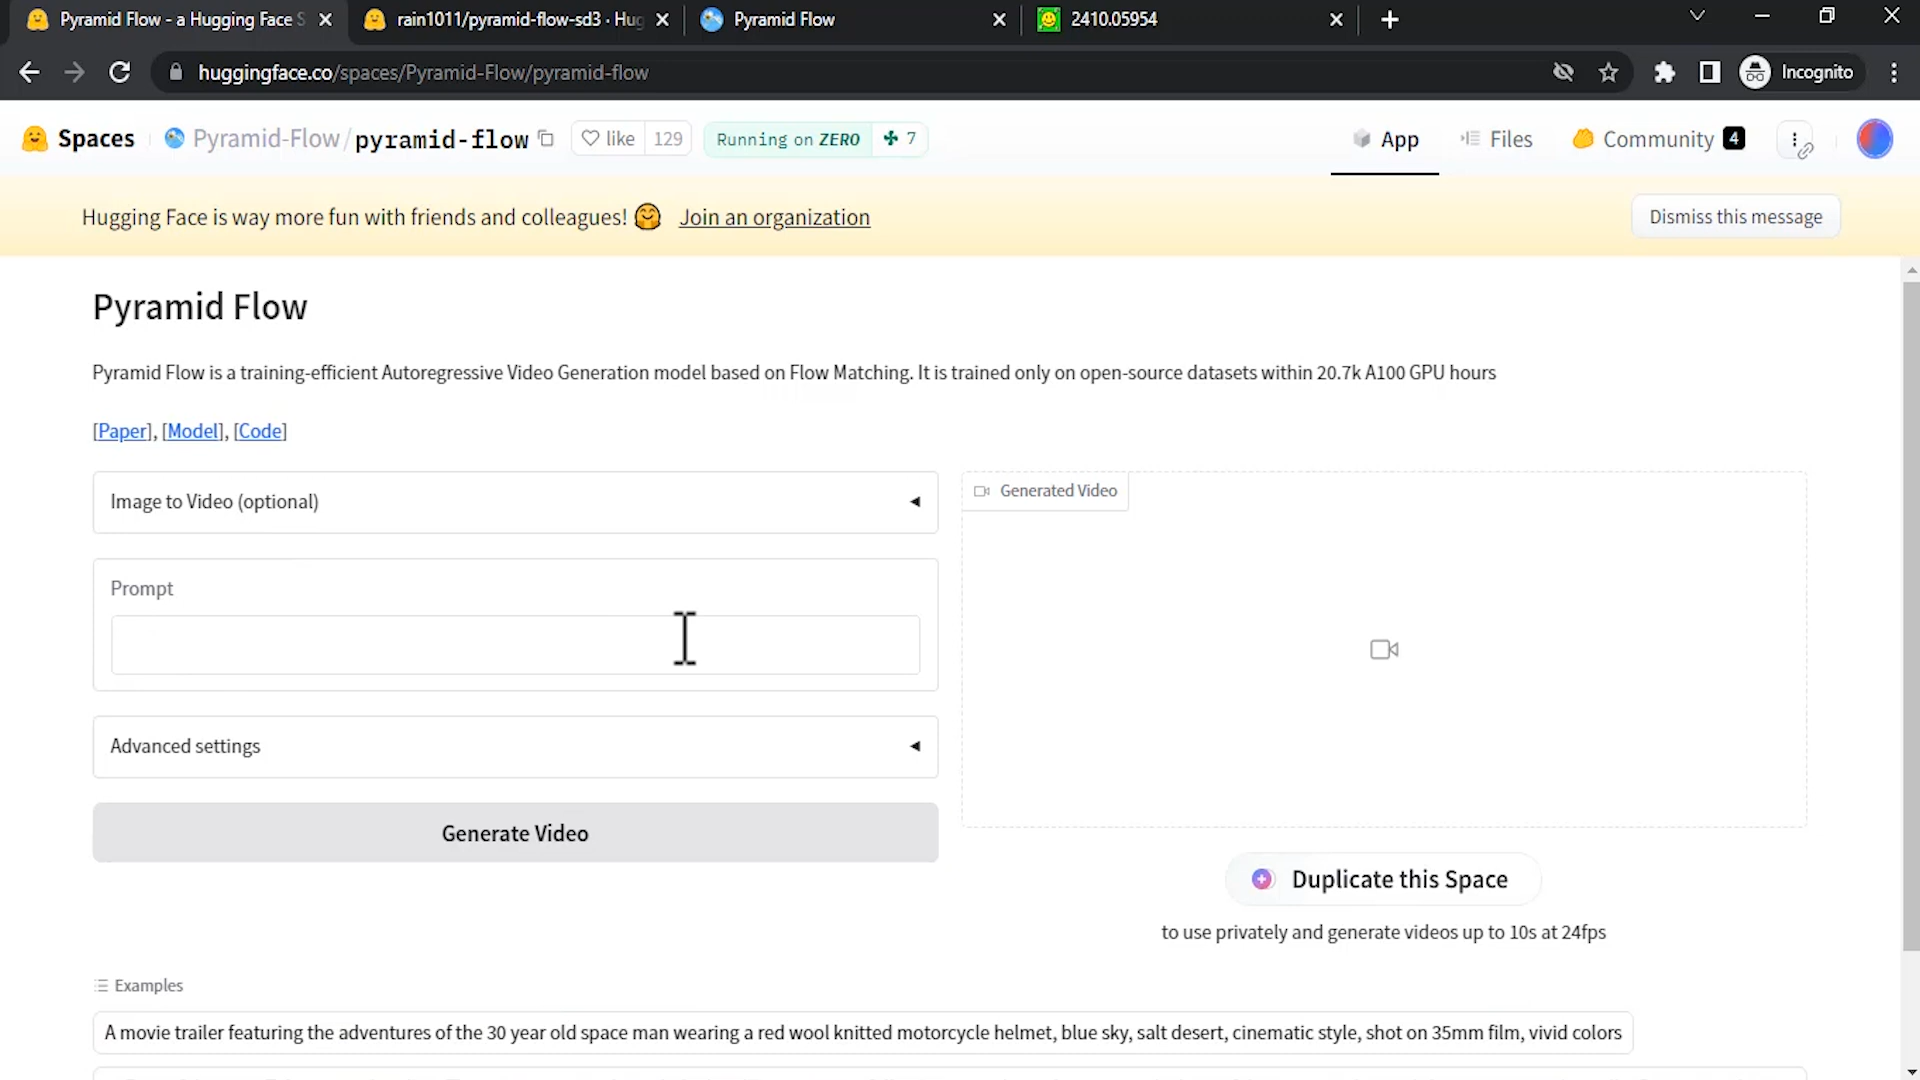 Pyramid Flow - a Hugging Face S
rain1011/pyramid-flow-sd3 · Hug
Pyramid Flow
2410.05954
huggingface.co/spaces/Pyramid-Flow/pyramid-flow
Incognito
Spaces
Pyramid-Flow/pyramid-flow
like 129
Running on ZERO 7
App
Files
Community 4
Hugging Face is way more fun with friends and colleagues! Join an organization
Dismiss this message
Pyramid Flow
Pyramid Flow is a training-efficient Autoregressive Video Generation model based on Flow Matching. It is trained only on open-source datasets within 20.7k A100 GPU hours
[Paper], [Model], [Code]
Image to Video (optional)
Generated Video
Prompt
Advanced settings
Generate Video
Duplicate this Space
to use privately and generate videos up to 10s at 24fps
Examples
A movie trailer featuring the adventures of the 30 year old space man wearing a red wool knitted motorcycle helmet, blue sky, salt desert, cinematic style, shot on 35mm film, vivid colors